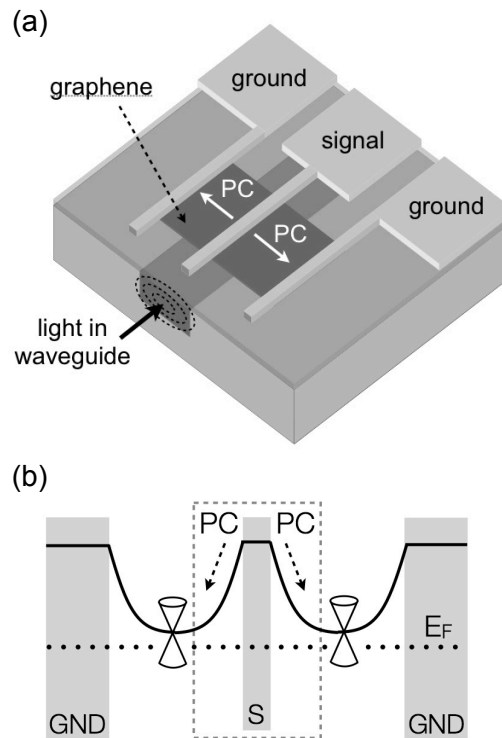 (a)
graphene
ground
signal
ground
PC
PC
light in
waveguide
(b)
PC
PC
EF
GND
S
GND